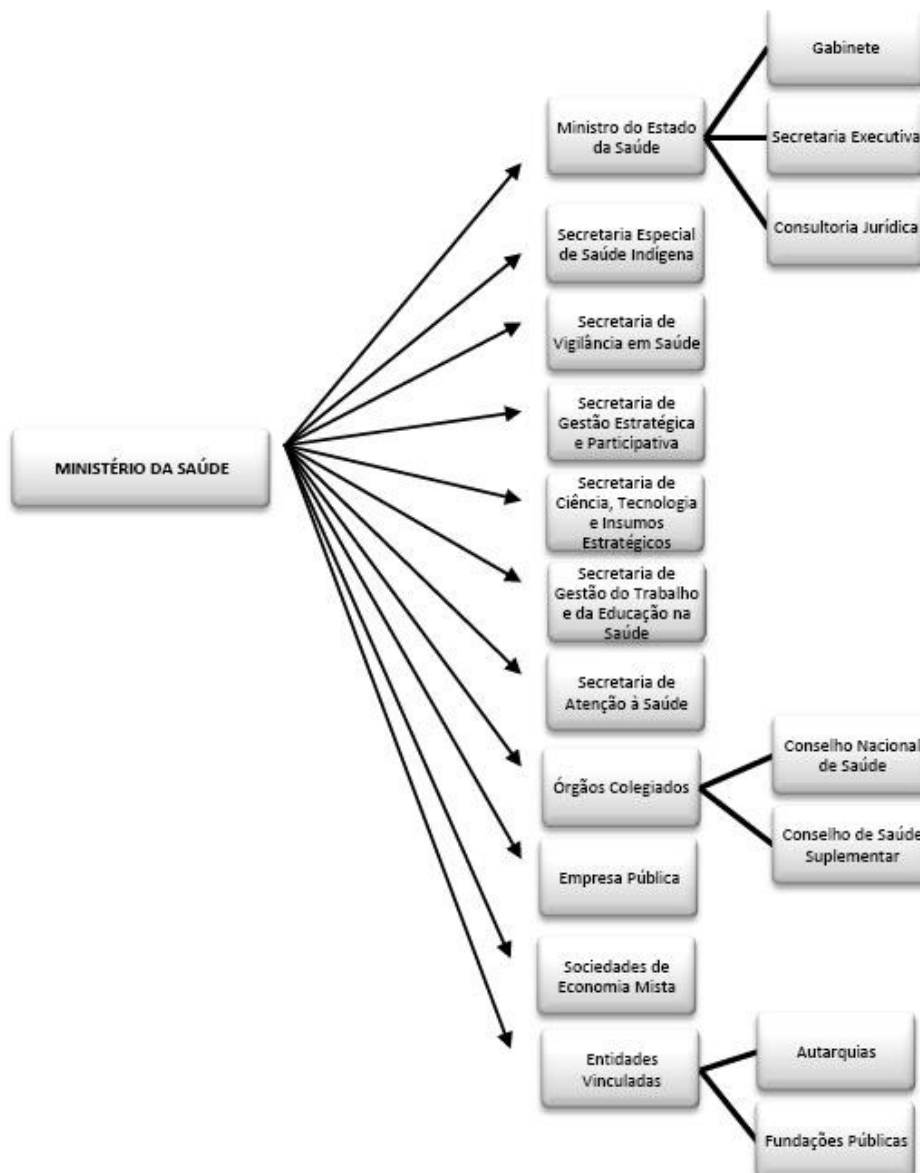 Gabinete
Ministro do Estado
da Saúde
Secretaria Executiva
Consultoria Jurídica
Secretaria Especial
de Saúde Indígena
Secretaria de
Vigilância em Saúde
Secretaria de
Gestão Estratégica
e Participativa
MINISTÉRIO DA SAÚDE
Secretaria de
Ciência, Tecnologia
e Insumos
Estratégicos
Secretaria de
Gestão do Trabalho
e da Educação na
Saúde
Secretaria de
Atenção à Saúde
Órgãos Colegiados
Conselho Nacional
de Saúde
Conselho de Saúde
Suplementar
Empresa Pública
Sociedades de
Economia Mista
Entidades
Vinculadas
Autarquias
Fundações Públicas